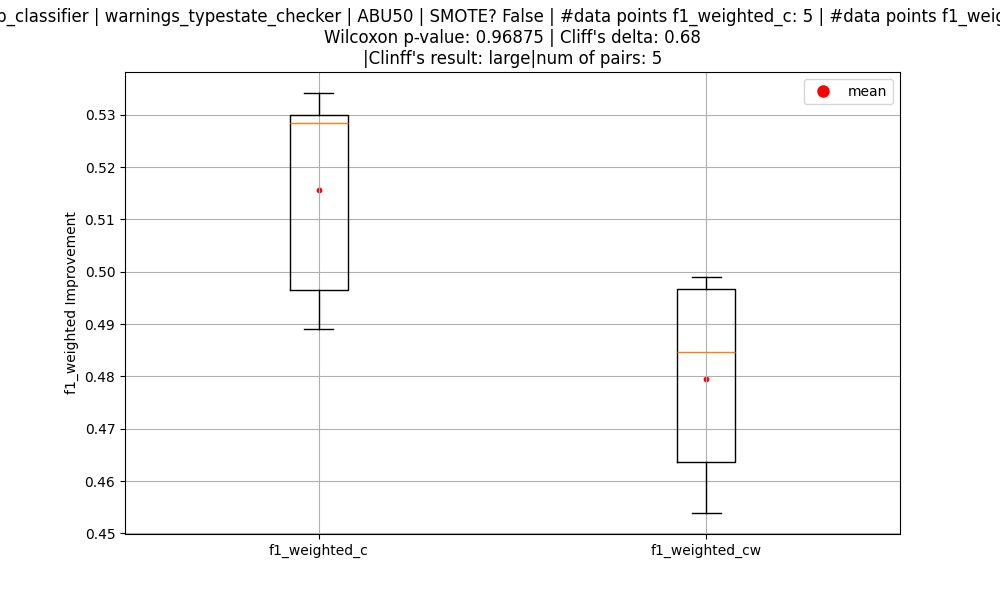 _classifier | warnings_typestate_checker | ABU50 | SMOTE? False | #data points f1_weighted_c: 5 | #data points
Wilcoxon p-value: 0.96875 | Cliff's delta: 0.68
|Clinff's result: large|num of pairs: 5
mean
0.53
0.52
0.51
0.50
0.49
0.48
0.47
0.46
0.45
f1_weighted Improvement
f1_weighted_c
f1_weighted_cw